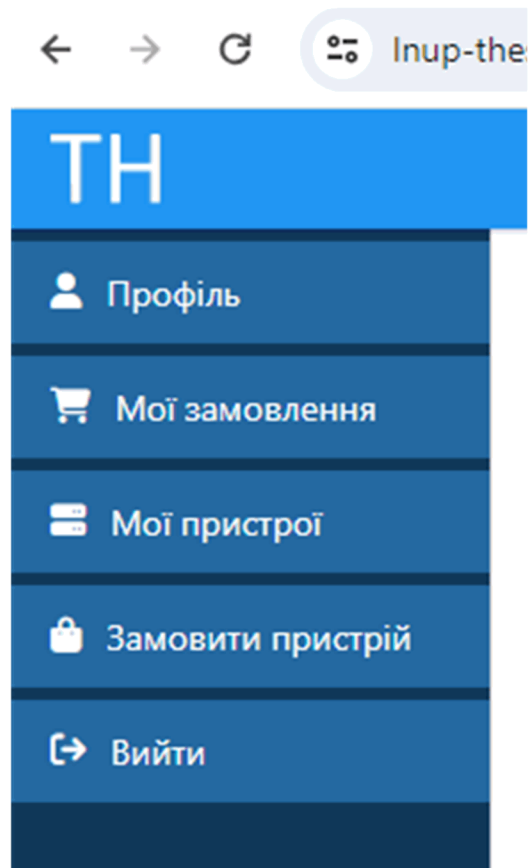 lnup-the
TH
Профіль
Мої замовлення
Мої пристрої
Замовити пристрій
Вийти